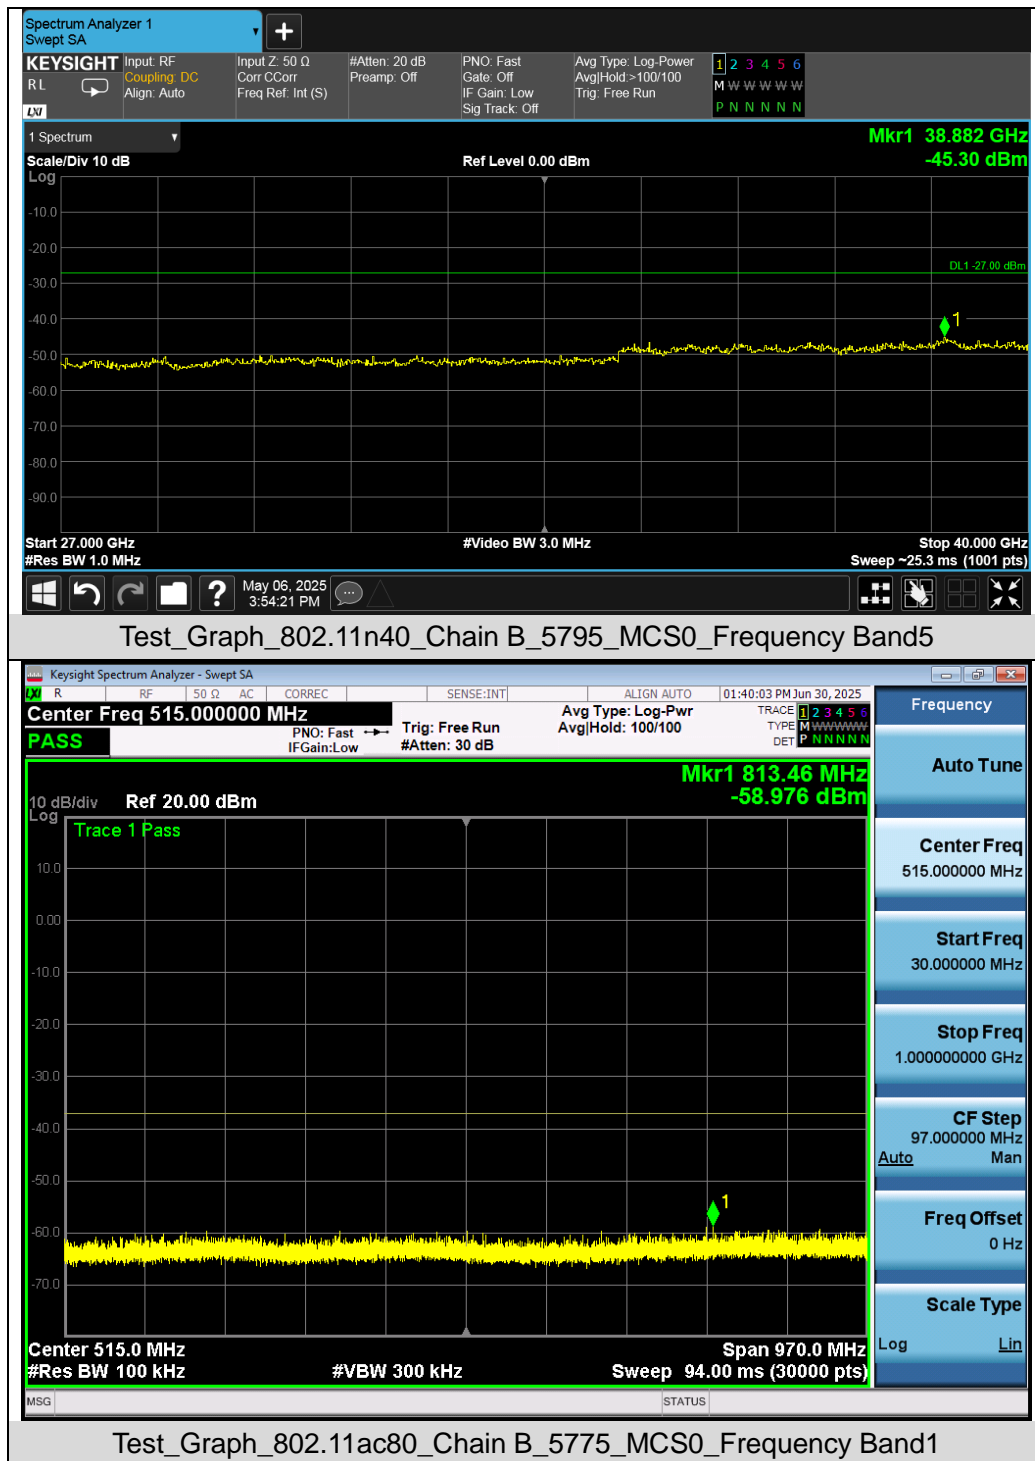 Spectrum Analyzer 1
Swept SA
+
KEYSIGHT
RL
LXI
Input: RF
Coupling: DC
Align: Auto
Input Z: 50 Ω
Corr CCorr
Freq Ref: Int (S)
#Atten: 20 dB
Preamp: Off
PNO: Fast
Gate: Off
IF Gain: Low
Sig Track: Off
Avg Type: Log-Power
Avg|Hold:>100/100
Trig: Free Run
1 2 3 4 5 6
M W W W W W
P N N N N N
1 Spectrum
Mkr1 38.882 GHz
-45.30 dBm
Scale/Div 10 dB
Ref Level 0.00 dBm
Log
-10.0
-20.0
DL1 -27.00 dBm
-30.0
-40.0
1
-50.0
-60.0
-70.0
-80.0
-90.0
Start 27.000 GHz
#Video BW 3.0 MHz
Stop 40.000 GHz
#Res BW 1.0 MHz
Sweep ~25.3 ms (1001 pts)
?
May 06, 2025
3:54:21 PM
Test_Graph_802.11n40_Chain B_5795_MCS0_Frequency Band5
Keysight Spectrum Analyzer - Swept SA
LXI R RF 50 Ω AC CORREC SENSE:INT ALIGN AUTO 01:40:03 PM Jun 30, 2025
Center Freq 515.000000 MHz
PASS
PNO: Fast
IFGain:Low
Trig: Free Run
#Atten: 30 dB
Avg Type: Log-Pwr
Avg|Hold: 100/100
TRACE 1 2 3 4 5 6
TYPE M W W W W W
DET P N N N N N
Mkr1 813.46 MHz
-58.976 dBm
10 dB/div Ref 20.00 dBm
Log
Trace 1 Pass
10.0
0.00
-10.0
-20.0
-30.0
-40.0
-50.0
1
-60.0
-70.0
Center 515.0 MHz
Span 970.0 MHz
#Res BW 100 kHz
#VBW 300 kHz
Sweep 94.00 ms (30000 pts)
MSG
STATUS
Frequency
Auto Tune
Center Freq
515.000000 MHz
Start Freq
30.000000 MHz
Stop Freq
1.000000000 GHz
CF Step
97.000000 MHz
Auto Man
Freq Offset
0 Hz
Scale Type
Log Lin
Test_Graph_802.11ac80_Chain B_5775_MCS0_Frequency Band1